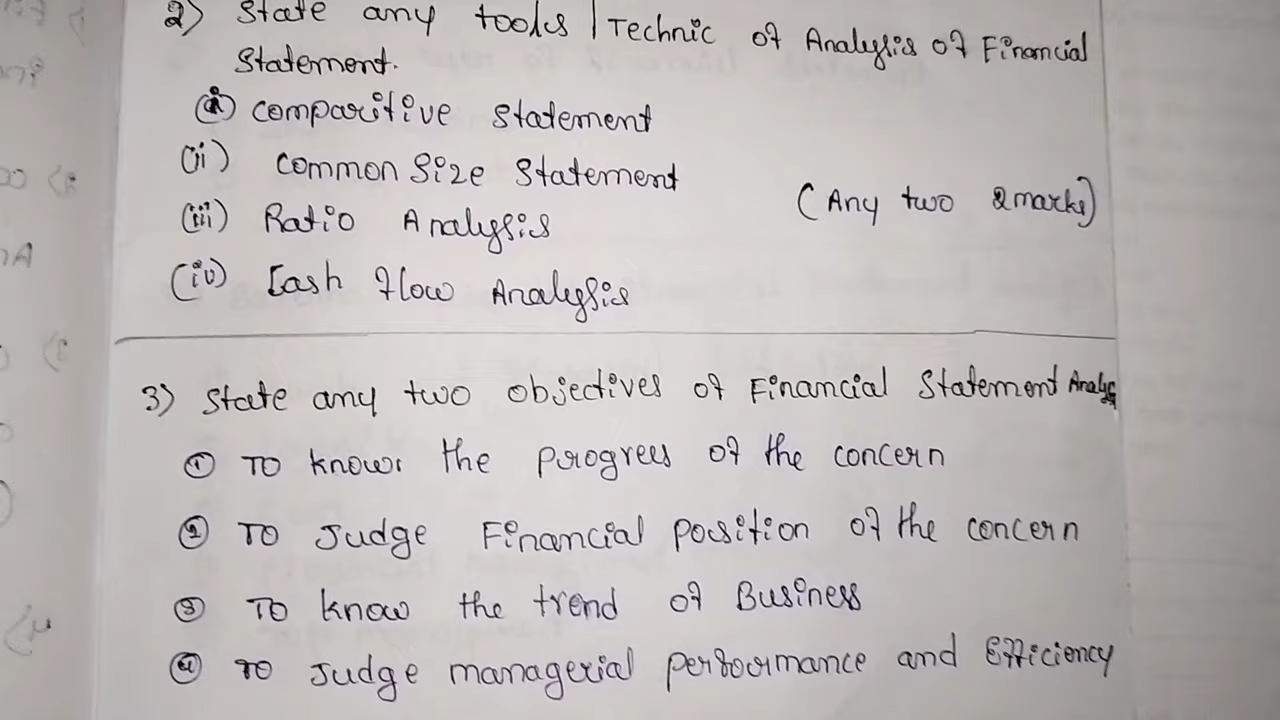 2) State any tools / Technic of Analysis of Financial
Statement.
(i) Comparitive Statement
(ii) Common Size Statement
(iii) Ratio Analysis
(Any two 2marks)
(iv) Cash Flow Analysis
3) State any two objectives of Financial Statement Analys
① To know the progress of the concern
② To Judge Financial Position of the concern
③ To know the trend of Business
④ To Judge managerial performance and Efficiency